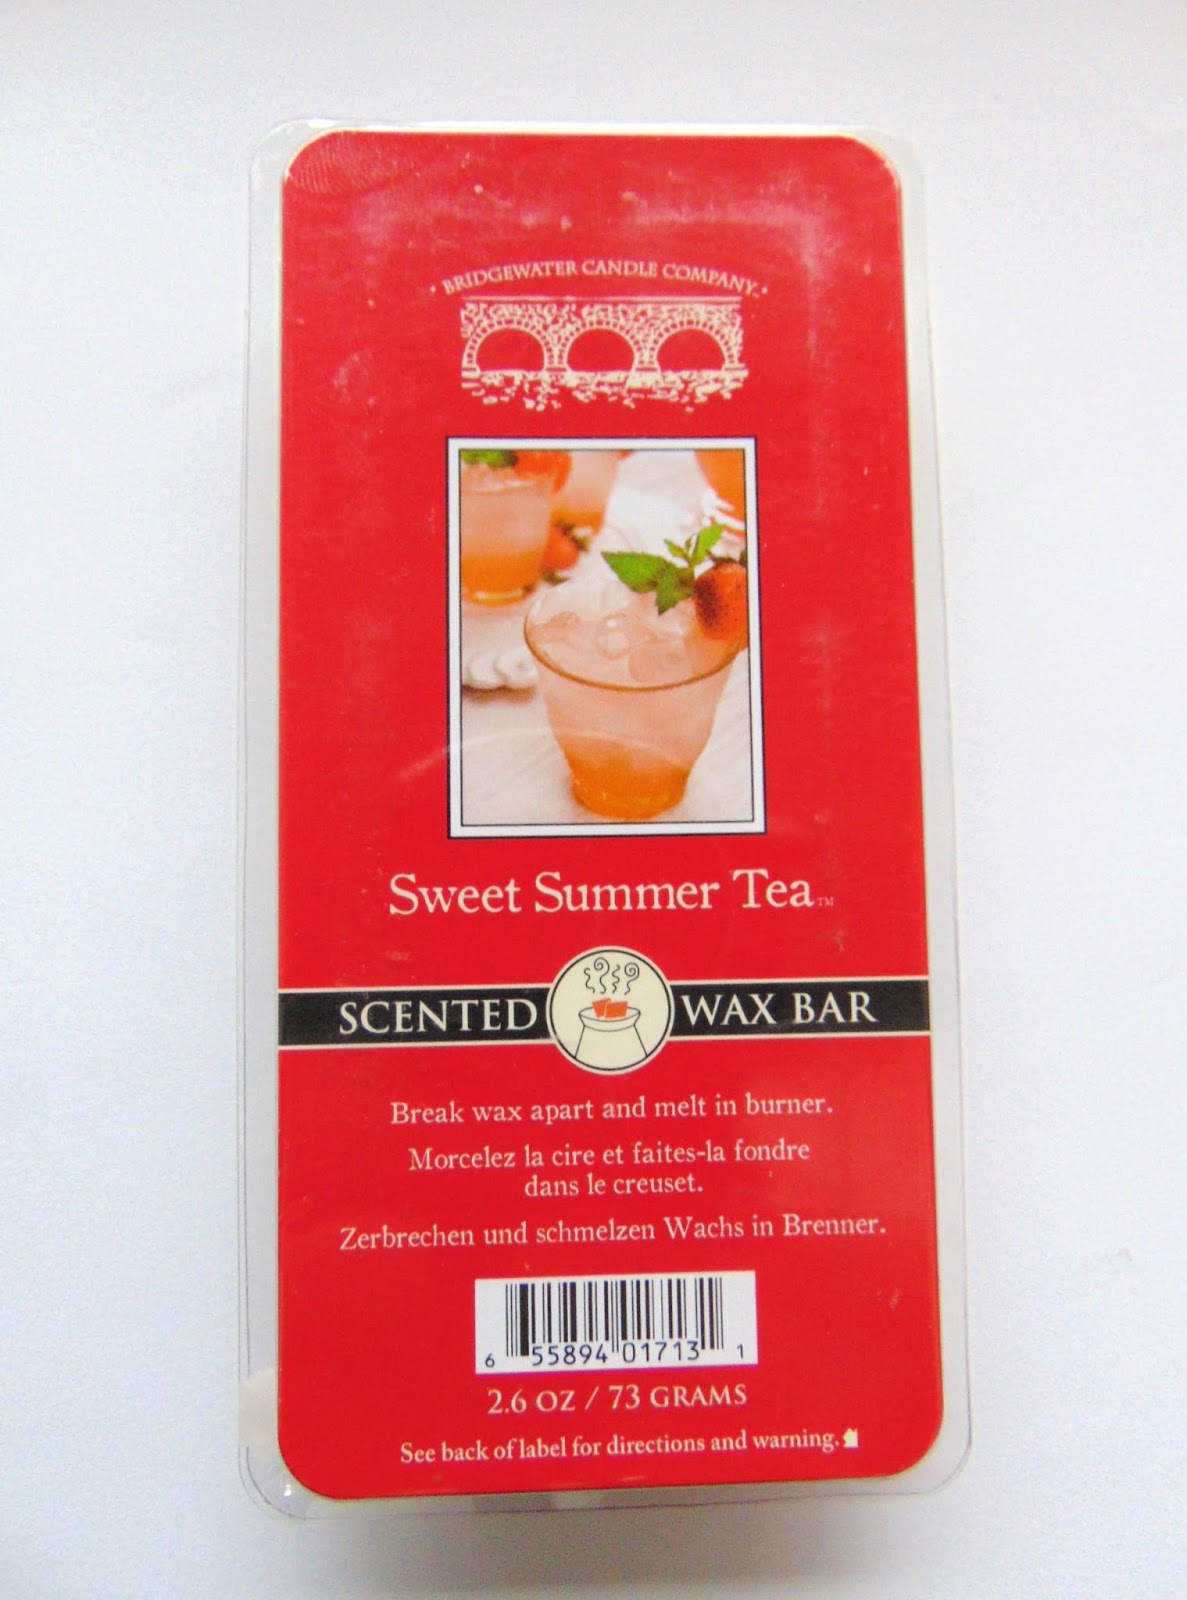 · BRIDGEWATER CANDLE COMPANY™ ·
Sweet Summer Tea™
SCENTED WAX BAR
Break wax apart and melt in burner.
Morcelez la cire et faites-la fondre
dans le creuset.
Zerbrechen und schmelzen Wachs in Brenner.
6 55894 01713 1
2.6 OZ / 73 GRAMS
See back of label for directions and warning.